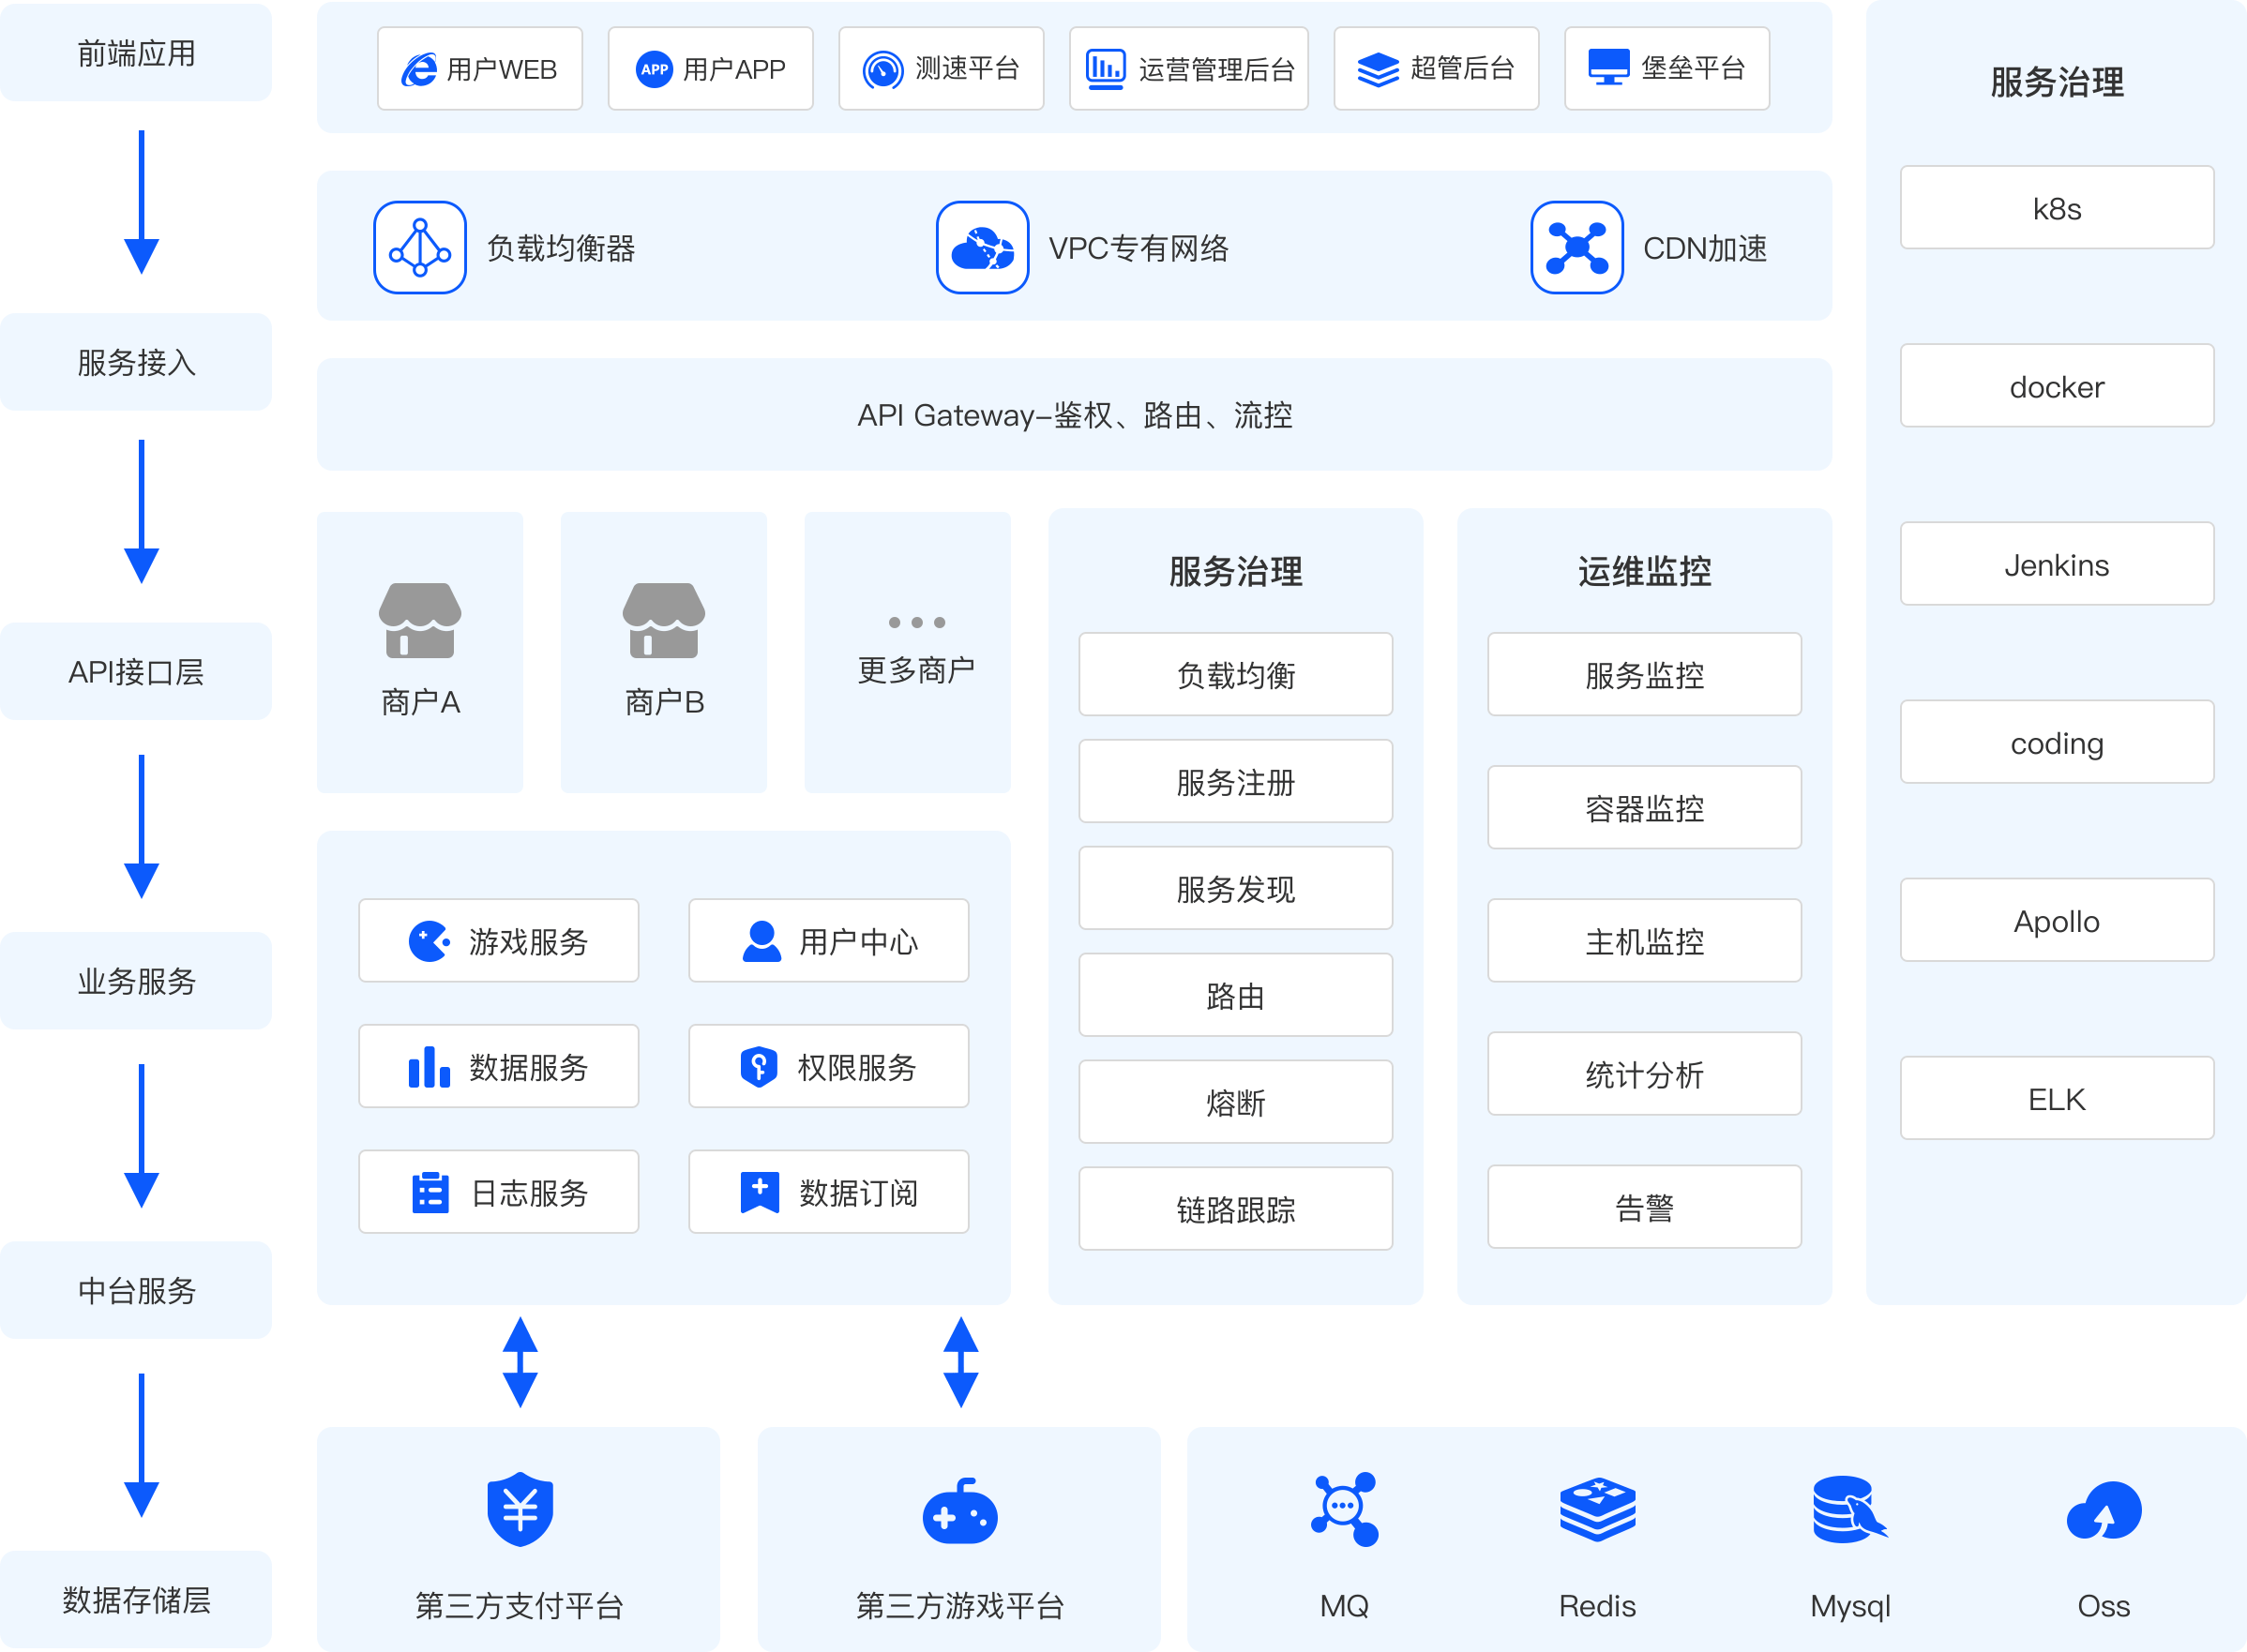 前端应用
服务接入
API接口层
业务服务
中台服务
数据存储层
用户WEB
APP
用户APP
测速平台
运营管理后台
超管后台
堡垒平台
负载均衡器
VPC专有网络
CDN加速
API Gateway-鉴权、路由、流控
商户A
商户B
更多商户
游戏服务
用户中心
数据服务
权限服务
日志服务
数据订阅
服务治理
负载均衡
服务注册
服务发现
路由
熔断
链路跟踪
运维监控
服务监控
容器监控
主机监控
统计分析
告警
服务治理
k8s
docker
Jenkins
coding
Apollo
ELK
第三方支付平台
第三方游戏平台
MQ
Redis
Mysql
Oss